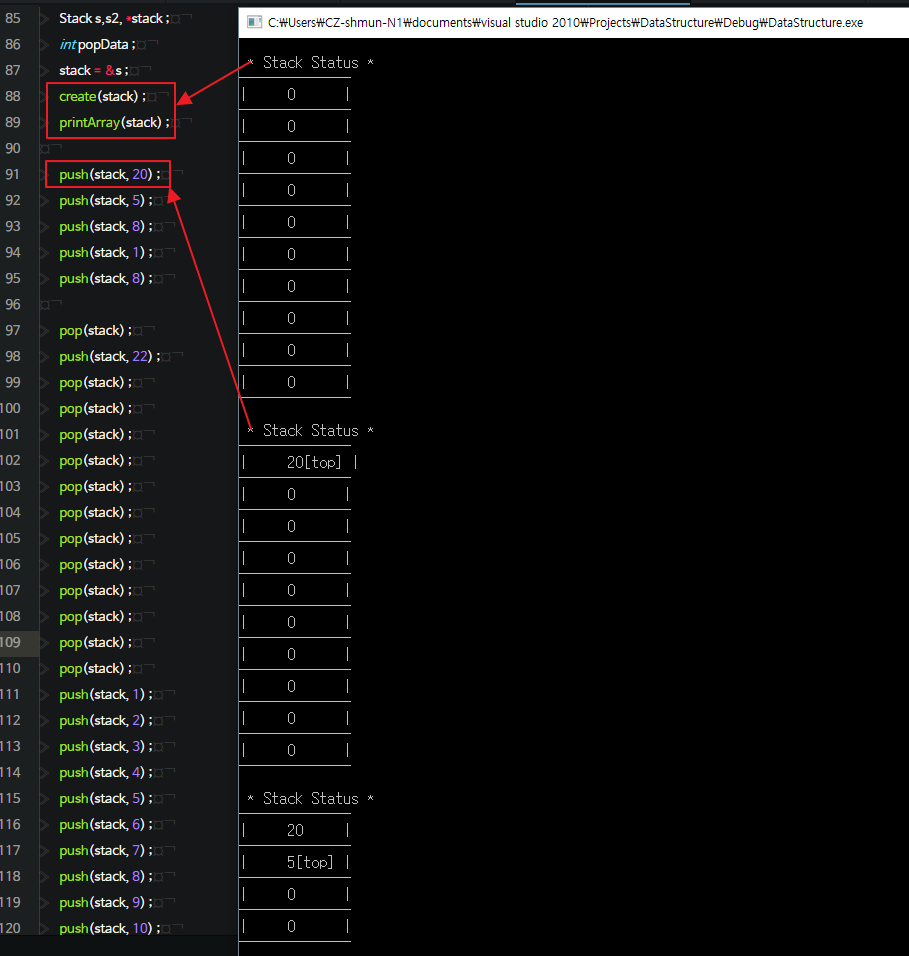 85 Stack s,s2, *stack ;
86 int popData ;
87 stack = &s ;
88 create(stack) ;
89 printArray(stack) ;
90
91 push(stack, 20) ;
92 push(stack, 5) ;
93 push(stack, 8) ;
94 push(stack, 1) ;
95 push(stack, 8) ;
96
97 pop(stack) ;
98 push(stack, 22) ;
99 pop(stack) ;
100 pop(stack) ;
101 pop(stack) ;
102 pop(stack) ;
103 pop(stack) ;
104 pop(stack) ;
105 pop(stack) ;
106 pop(stack) ;
107 pop(stack) ;
108 pop(stack) ;
109 pop(stack) ;
110 pop(stack) ;
111 push(stack, 1) ;
112 push(stack, 2) ;
113 push(stack, 3) ;
114 push(stack, 4) ;
115 push(stack, 5) ;
116 push(stack, 6) ;
117 push(stack, 7) ;
118 push(stack, 8) ;
119 push(stack, 9) ;
120 push(stack, 10) ;
C:₩Users₩CZ-shmun-N1₩documents₩visual studio 2010₩Projects₩DataStructure₩Debug₩DataStructure.exe
* Stack Status *
| 0 |
| 0 |
| 0 |
| 0 |
| 0 |
| 0 |
| 0 |
| 0 |
| 0 |
| 0 |
* Stack Status *
| 20[top] |
| 0 |
| 0 |
| 0 |
| 0 |
| 0 |
| 0 |
| 0 |
| 0 |
| 0 |
* Stack Status *
| 20 |
| 5[top] |
| 0 |
| 0 |